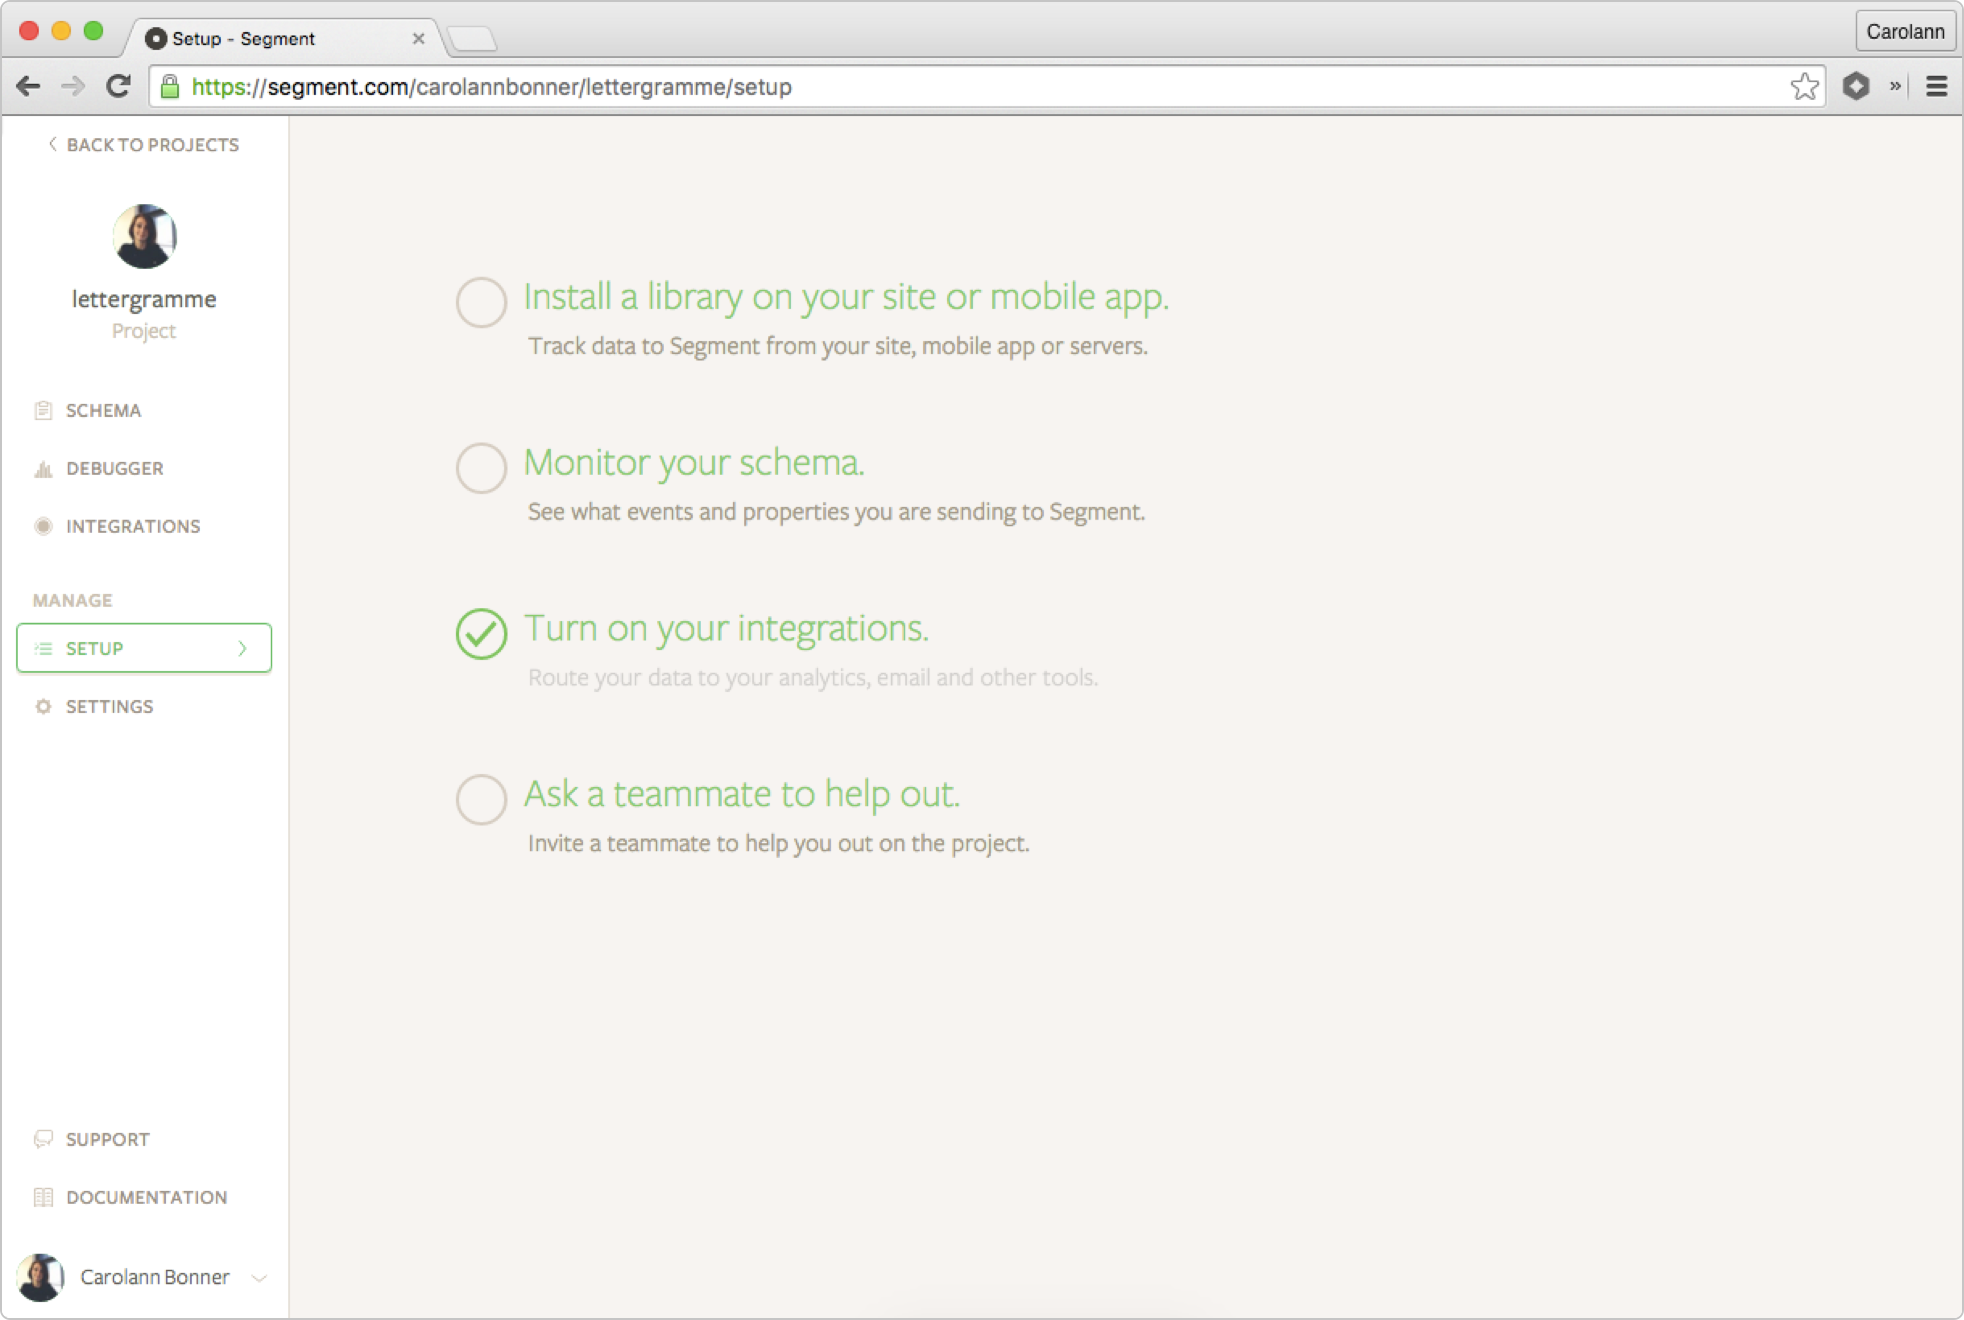 Setup - Segment
Carolann
https://segment.com/carolannbonner/lettergramme/setup
BACK TO PROJECTS
lettergramme
Project
SCHEMA
DEBUGGER
INTEGRATIONS
MANAGE
SETUP
SETTINGS
SUPPORT
DOCUMENTATION
Carolann Bonner
Install a library on your site or mobile app.
Track data to Segment from your site, mobile app or servers.
Monitor your schema.
See what events and properties you are sending to Segment.
Turn on your integrations.
Route your data to your analytics, email and other tools.
Ask a teammate to help out.
Invite a teammate to help you out on the project.